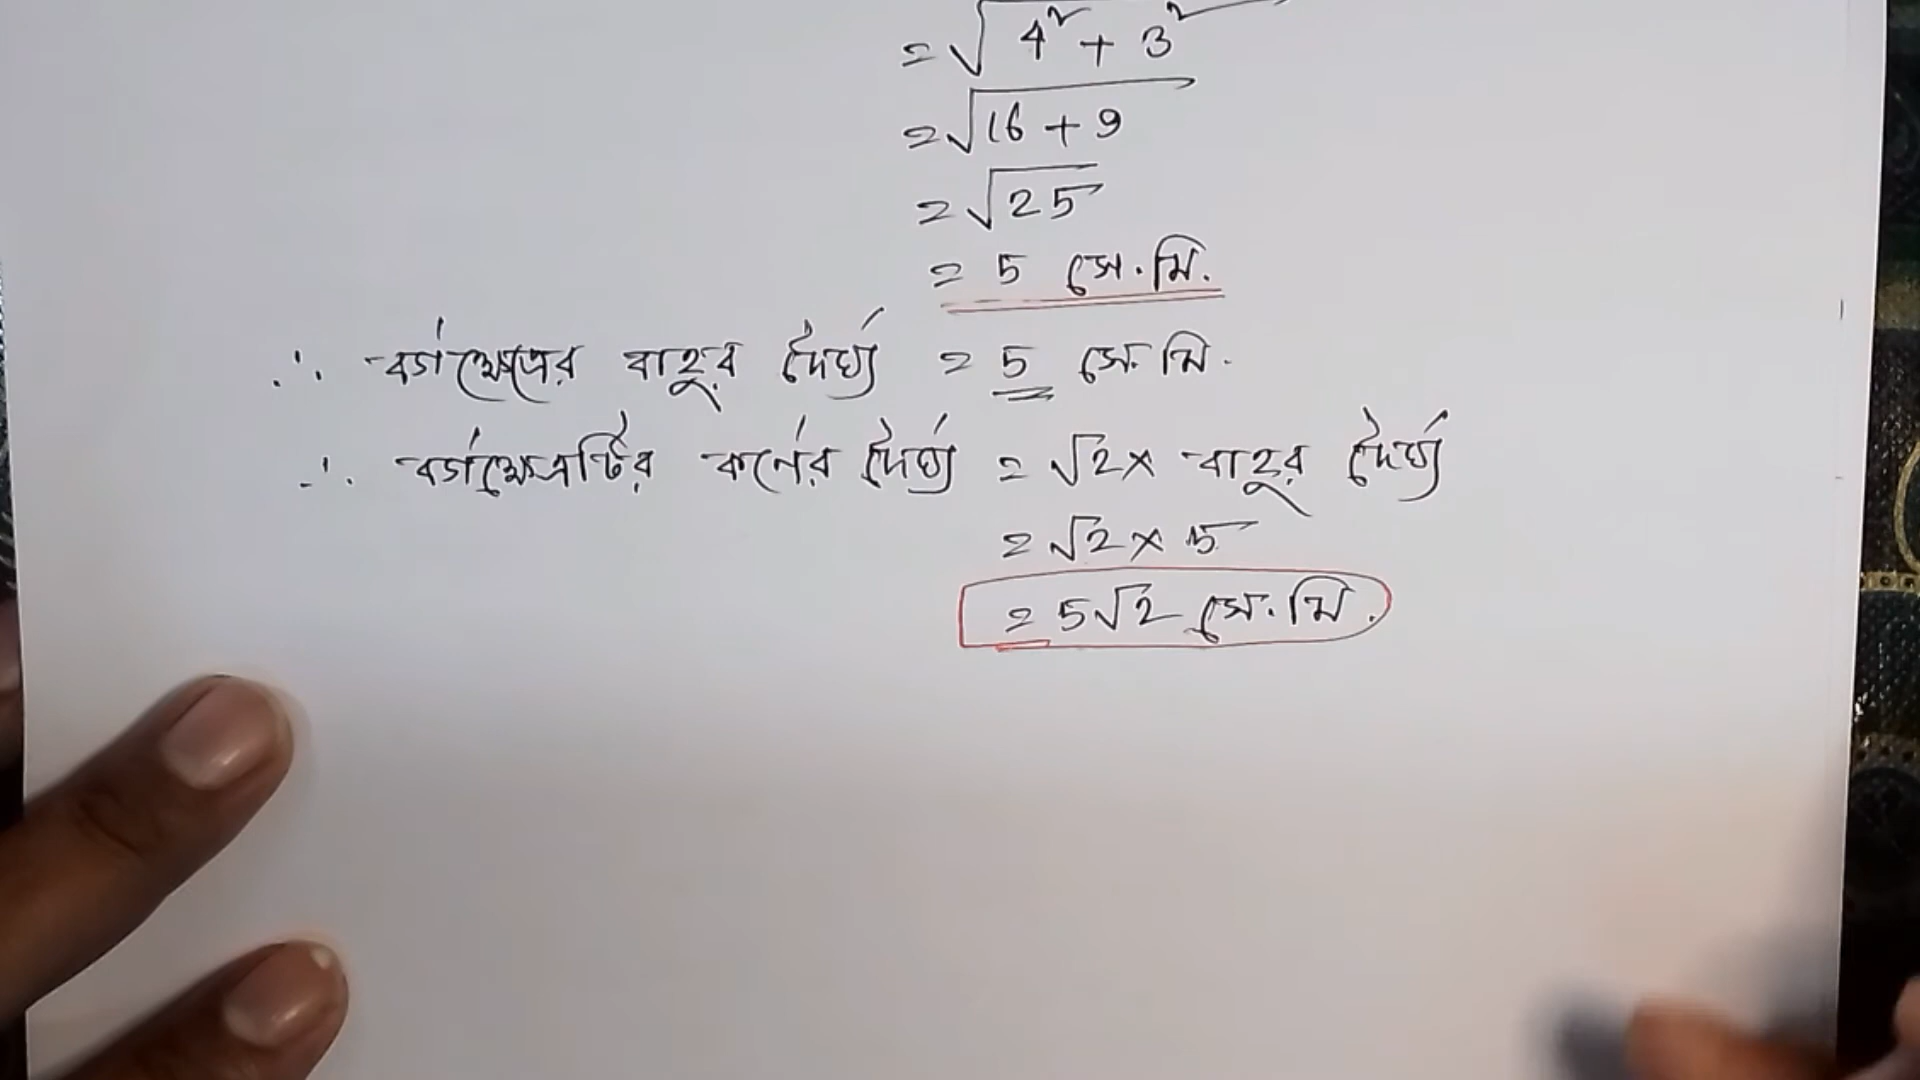 = √4² + 3²
= √16 + 9
= √25
= 5 সে.মি.
∴ বর্গক্ষেত্রের বাহুর দৈর্ঘ্য = 5 সে.মি.
∴ বর্গক্ষেত্রটির কর্ণের দৈর্ঘ্য = √2 × বাহুর দৈর্ঘ্য
= √2 × 5
= 5√2 সে.মি.